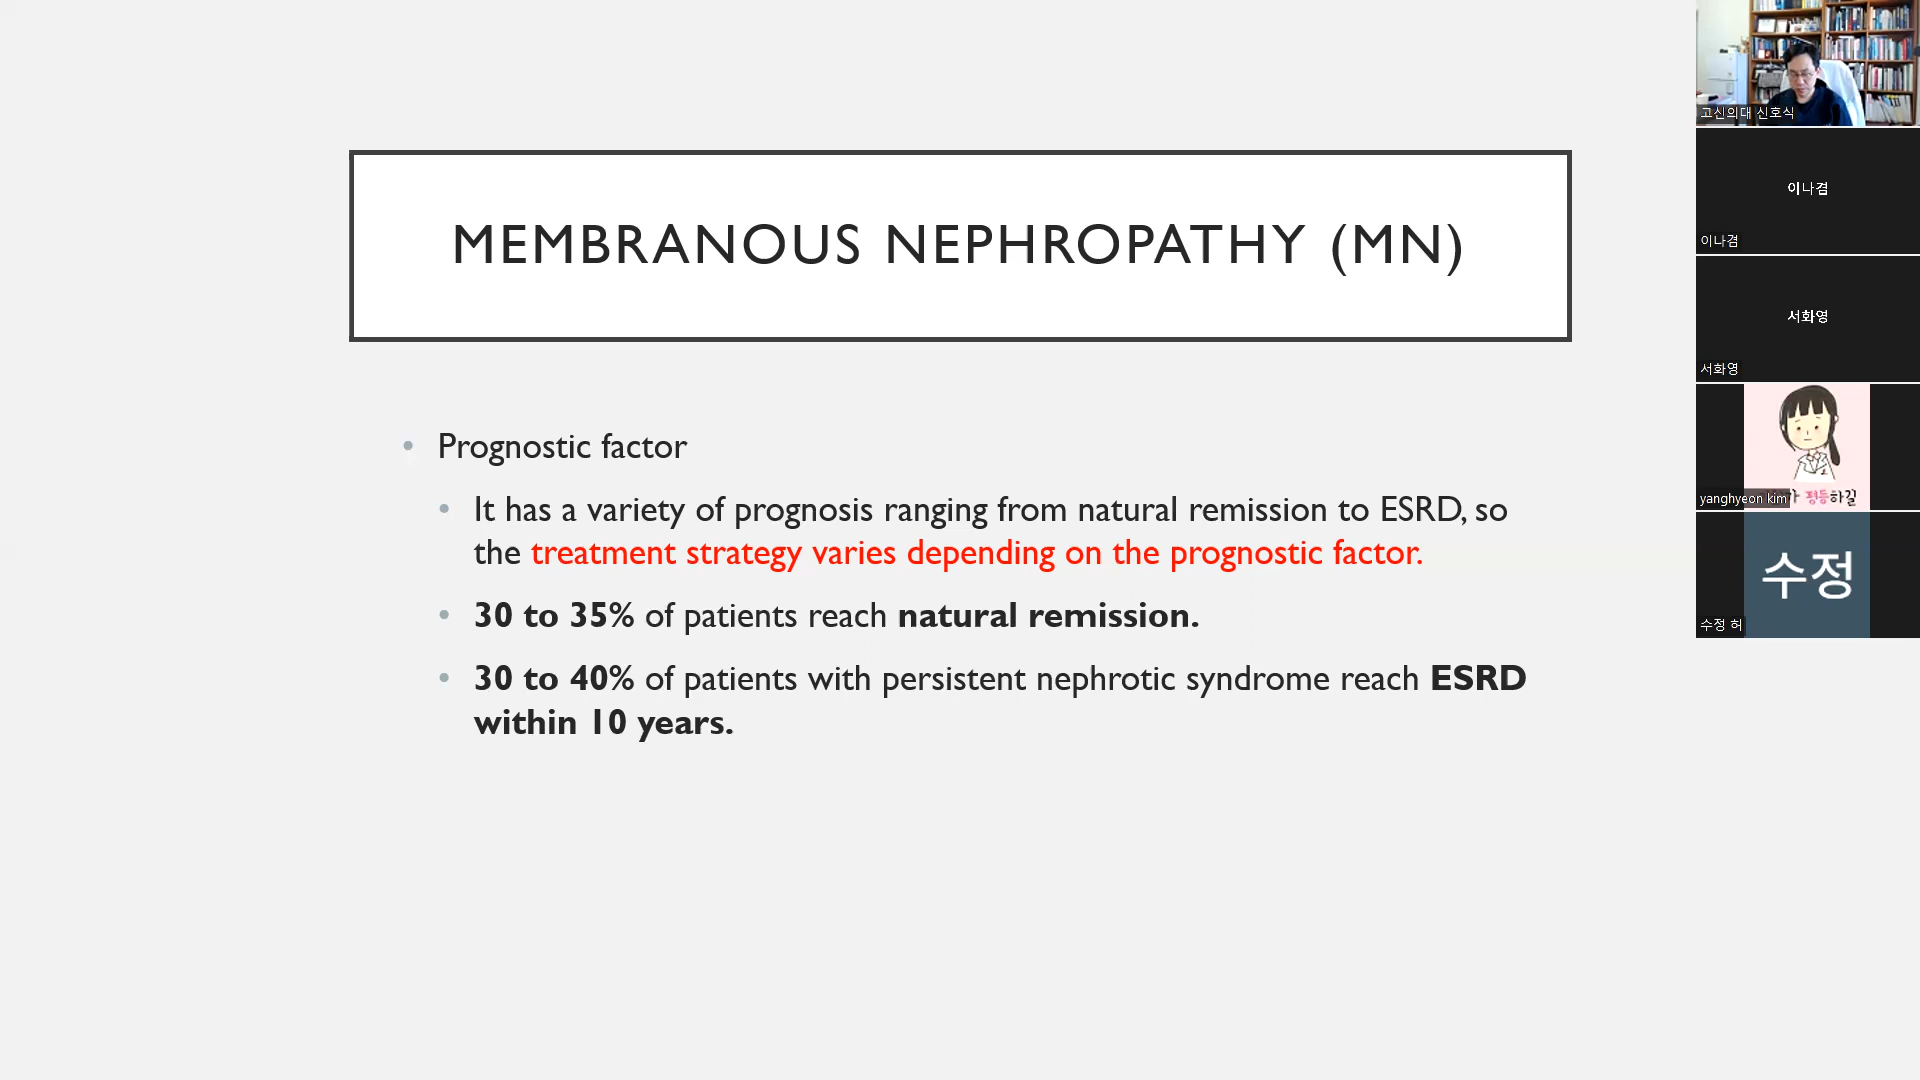 MEMBRANOUS NEPHROPATHY (MN)
• Prognostic factor
• It has a variety of prognosis ranging from natural remission to ESRD, so
the treatment strategy varies depending on the prognostic factor.
• 30 to 35% of patients reach natural remission.
• 30 to 40% of patients with persistent nephrotic syndrome reach ESRD
within 10 years.
고신의대 신호식
이나겸
이나겸
서화영
서화영
yanghyeon kim
가 평등하길
수정
수정 허